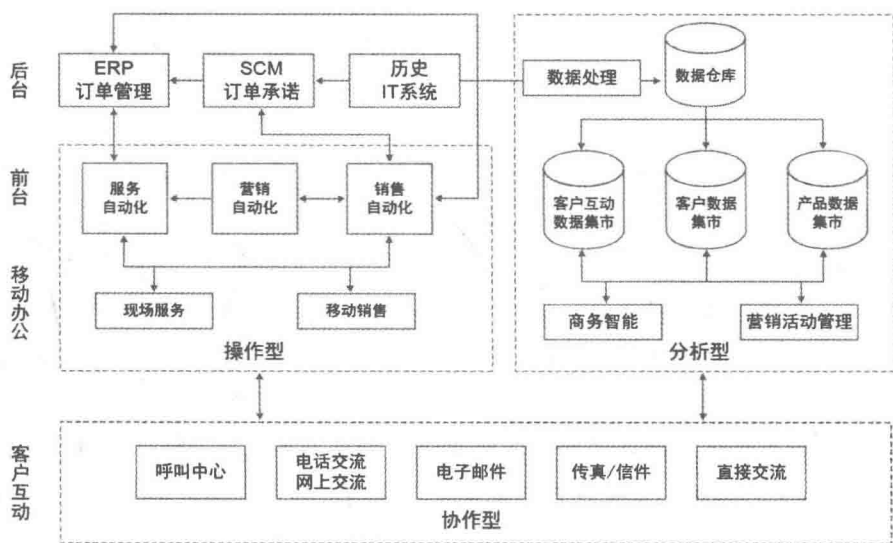 后台
ERP
订单管理
SCM
订单承诺
历史
IT系统
数据处理
数据仓库
前台
服务
自动化
营销
自动化
销售
自动化
客户互动
数据集市
客户数据
集市
产品数据
集市
移动办公
现场服务
移动销售
商务智能
营销活动管理
操作型
分析型
客户互动
呼叫中心
电话交流
网上交流
电子邮件
传真/信件
直接交流
协作型